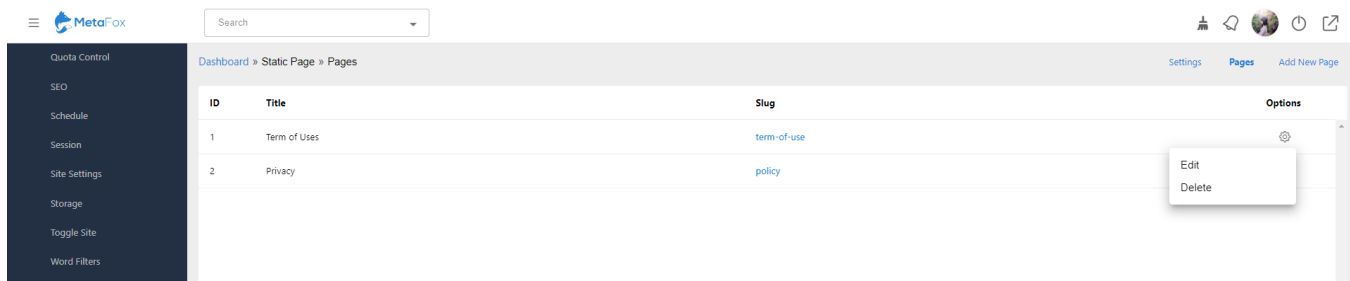 MetaFox
Search
Quota Control
SEO
Schedule
Session
Site Settings
Storage
Toggle Site
Word Filters
Dashboard » Static Page » Pages
Settings Pages Add New Page
ID Title Slug Options
1 Term of Uses term-of-use
2 Privacy policy
Edit
Delete